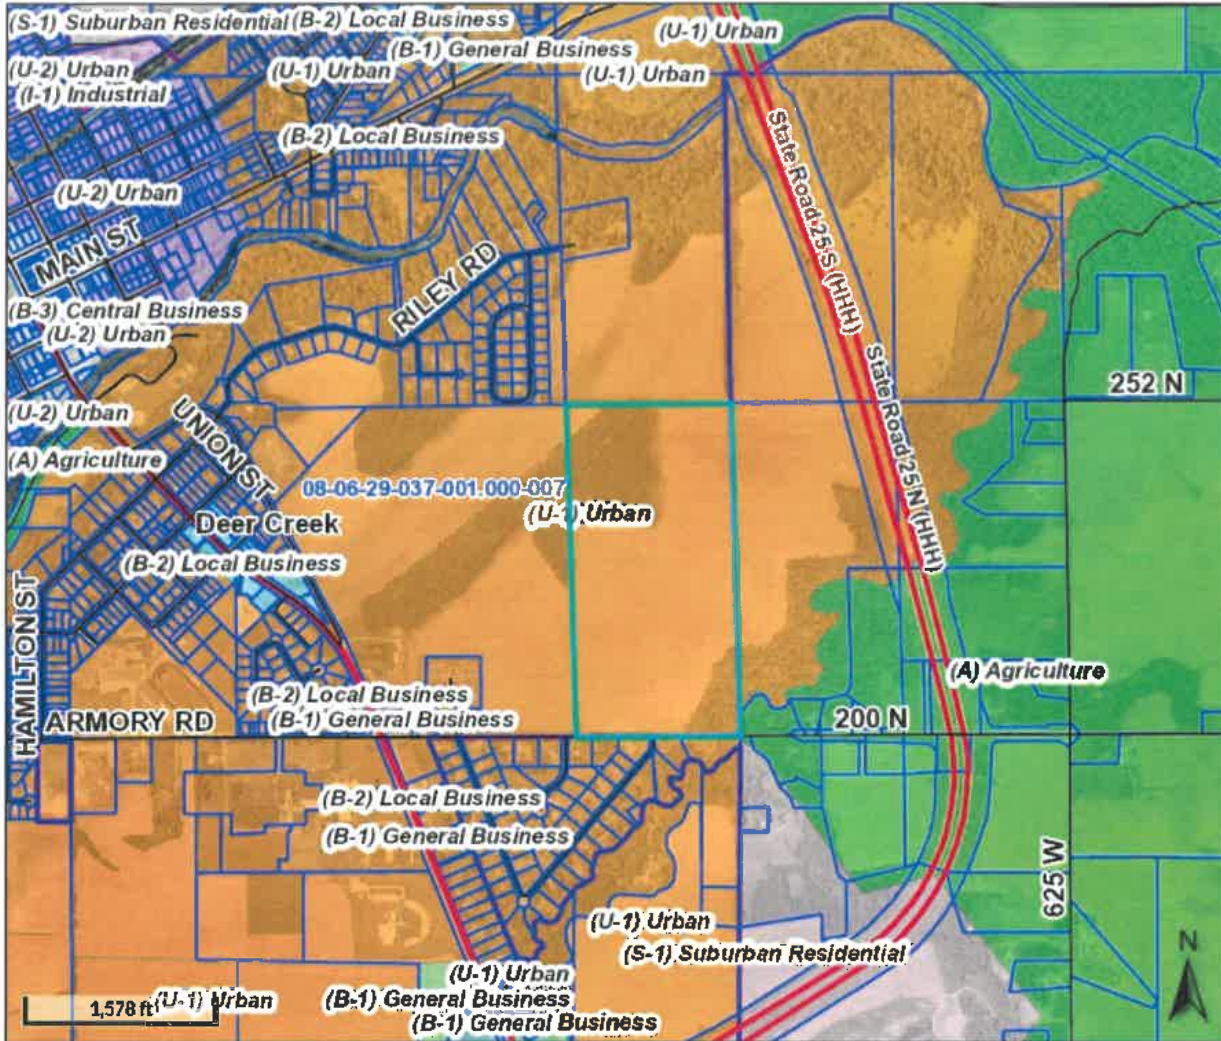 (S-1) Suburban Residential
(B-2) Local Business
(U-1) Urban
(B-1) General Business
(U-2) Urban
(U-1) Urban
(U-1) Urban
(I-1) Industrial
(B-2) Local Business
State Road 25 S (HHH)
(U-2) Urban
MAIN ST
RILEY RD
(B-3) Central Business
(U-2) Urban
State Road 25 N (HHH)
252 N
(U-2) Urban
UNION ST
(A) Agriculture
08-06-29-037-001.000-007
(U-1) Urban
Deer Creek
(B-2) Local Business
HAMILTON ST
(A) Agriculture
(B-2) Local Business
(B-1) General Business
ARMORY RD
200 N
(B-2) Local Business
(B-1) General Business
625 W
(U-1) Urban
(S-1) Suburban Residential
N
(U-1) Urban
(B-1) General Business
1,578 ft
(U-1) Urban
(B-1) General Business